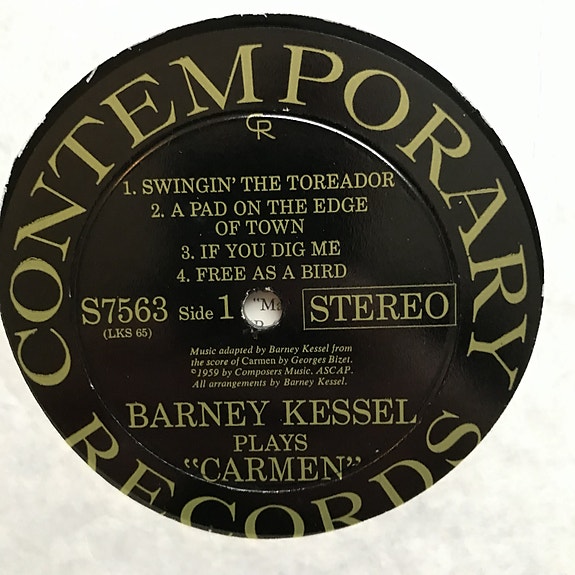 CONTEMPORARY
CR
1. SWINGIN' THE TOREADOR
2. A PAD ON THE EDGE
OF TOWN
3. IF YOU DIG ME
4. FREE AS A BIRD
S7563 Side 1 STEREO
(LKS 65)
Music adapted by Barney Kessel from
the score of Carmen by Georges Bizet.
©1959 by Composers Music. ASCAP.
All arrangements by Barney Kessel.
BARNEY KESSEL
PLAYS
"CARMEN"
RECORDS